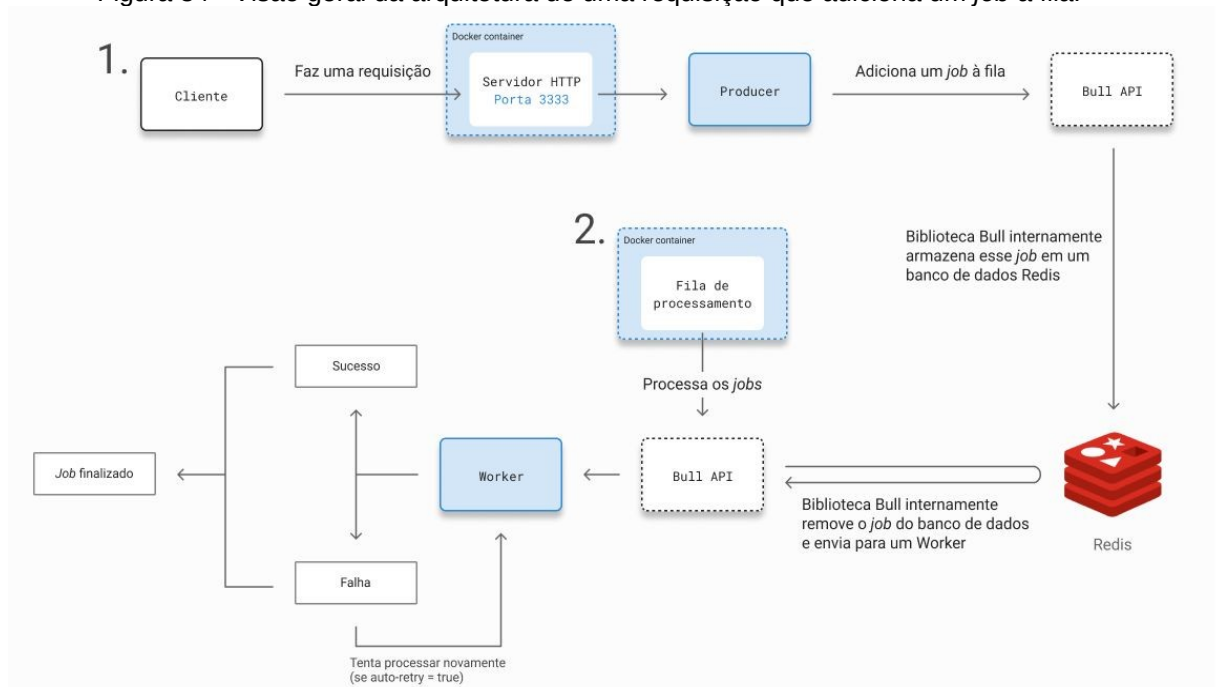 1.
Cliente
Faz uma requisição
Docker container
Servidor HTTP
Porta 3333
Producer
Adiciona um job à fila
Bull API
Biblioteca Bull internamente
armazena esse job em um
banco de dados Redis
2.
Docker container
Fila de
processamento
Processa os jobs
Sucesso
Job finalizado
Worker
Bull API
Biblioteca Bull internamente
remove o job do banco de dados
e envia para um Worker
Redis
Falha
Tenta processar novamente
(se auto-retry = true)